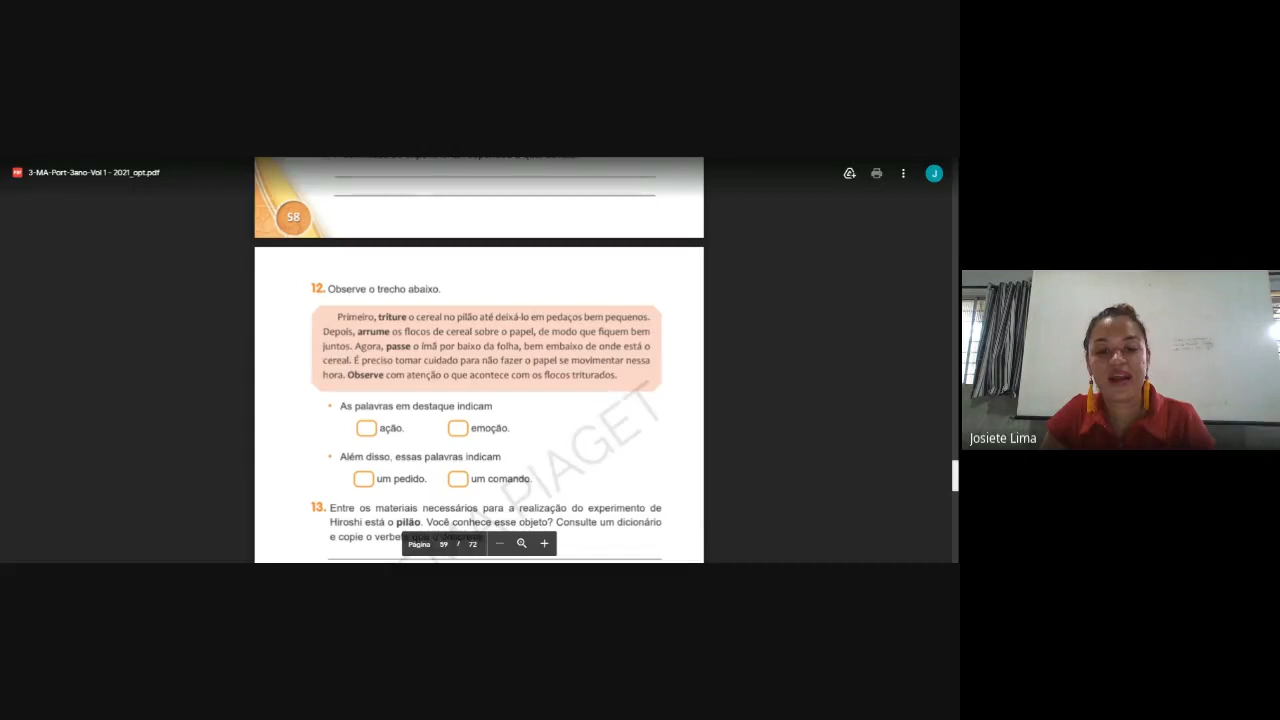 PDF 3-MA-Port-3ano-Vol 1 - 2021_opt.pdf
J
58
12. Observe o trecho abaixo.
Primeiro, triture o cereal no pilão até deixá-lo em pedaços bem pequenos.
Depois, arrume os flocos de cereal sobre o papel, de modo que fiquem bem
juntos. Agora, passe o ímã por baixo da folha, bem embaixo de onde está o
cereal. É preciso tomar cuidado para não fazer o papel se movimentar nessa
hora. Observe com atenção o que acontece com os flocos triturados.
• As palavras em destaque indicam
ação. emoção.
• Além disso, essas palavras indicam
um pedido. um comando.
13. Entre os materiais necessários para a realização do experimento de
Hiroshi está o pilão. Você conhece esse objeto? Consulte um dicionário
e copie o verbete
Página 59 / 72
PIAGET
Josiete Lima